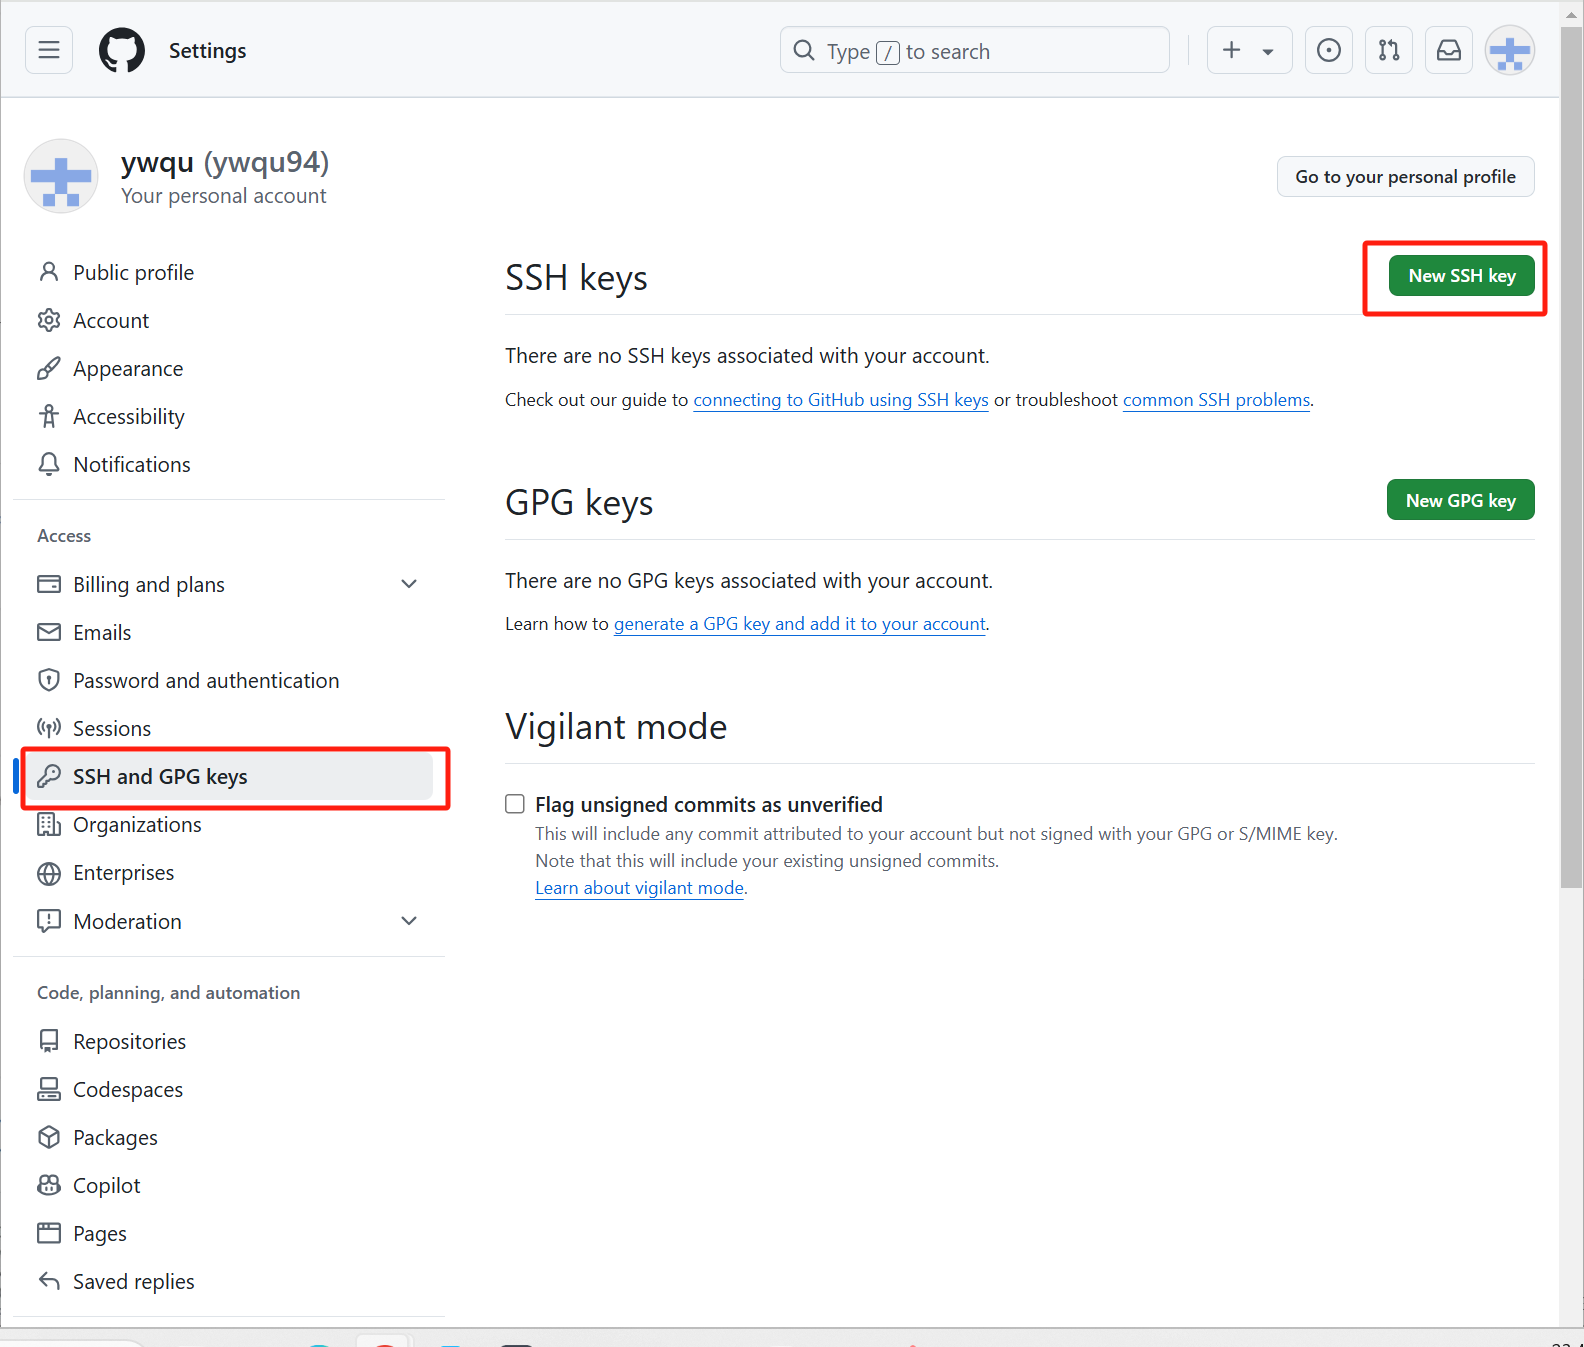 Settings
Type / to search
ywqu (ywqu94)
Your personal account
Go to your personal profile
Public profile
Account
Appearance
Accessibility
Notifications
Access
Billing and plans
Emails
Password and authentication
Sessions
SSH and GPG keys
Organizations
Enterprises
Moderation
Code, planning, and automation
Repositories
Codespaces
Packages
Copilot
Pages
Saved replies
SSH keys
New SSH key
There are no SSH keys associated with your account.
Check out our guide to connecting to GitHub using SSH keys or troubleshoot common SSH problems.
GPG keys
New GPG key
There are no GPG keys associated with your account.
Learn how to generate a GPG key and add it to your account.
Vigilant mode
Flag unsigned commits as unverified
This will include any commit attributed to your account but not signed with your GPG or S/MIME key.
Note that this will include your existing unsigned commits.
Learn about vigilant mode.